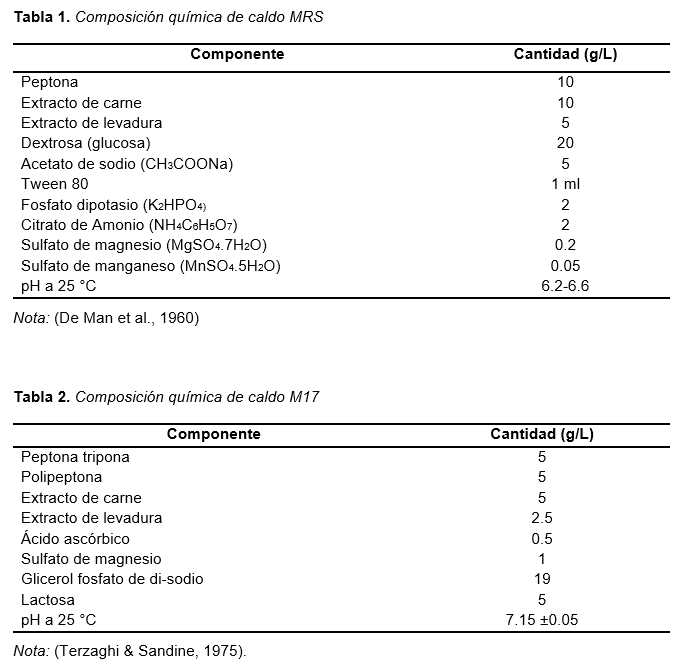 Tabla 1. Composición química de caldo MRS
Componente Cantidad (g/L)
Peptona 10
Extracto de carne 10
Extracto de levadura 5
Dextrosa (glucosa) 20
Acetato de sodio (CH3COONa) 5
Tween 80 1 ml
Fosfato dipotasio (K2HPO4) 2
Citrato de Amonio (NH4C6H5O7) 2
Sulfato de magnesio (MgSO4.7H2O) 0.2
Sulfato de manganeso (MnSO4.5H2O) 0.05
pH a 25 °C 6.2-6.6
Nota: (De Man et al., 1960)
Tabla 2. Composición química de caldo M17
Componente Cantidad (g/L)
Peptona tripona 5
Polipeptona 5
Extracto de carne 5
Extracto de levadura 2.5
Ácido ascórbico 0.5
Sulfato de magnesio 1
Glicerol fosfato de di-sodio 19
Lactosa 5
pH a 25 °C 7.15 ±0.05
Nota: (Terzaghi & Sandine, 1975).